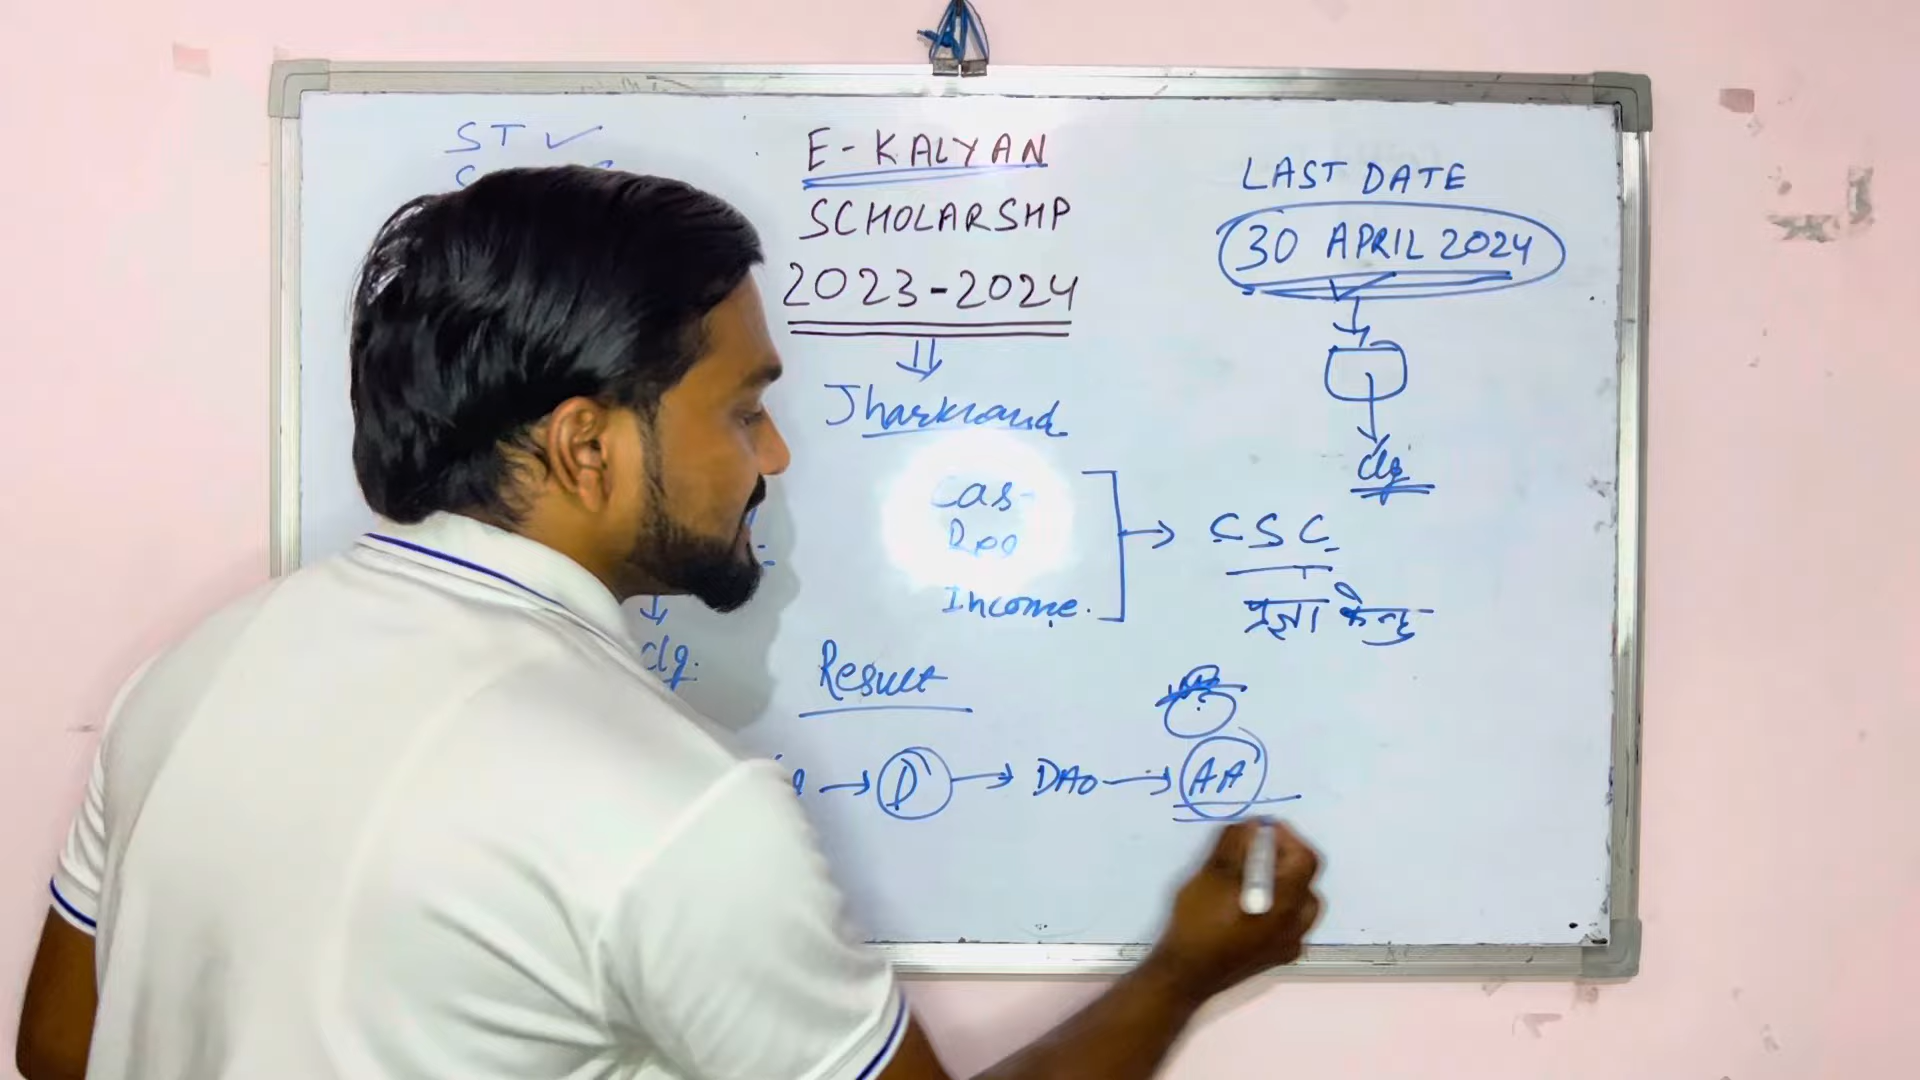 ST
E-KALYAN
SCHOLARSHP
2023-2024
Jharkhand
LAST DATE
30 APRIL 2024
clg
Cas-
Income.
CSC
प्रज्ञा केन्द्र
clg.
Result
D
DAO
AA